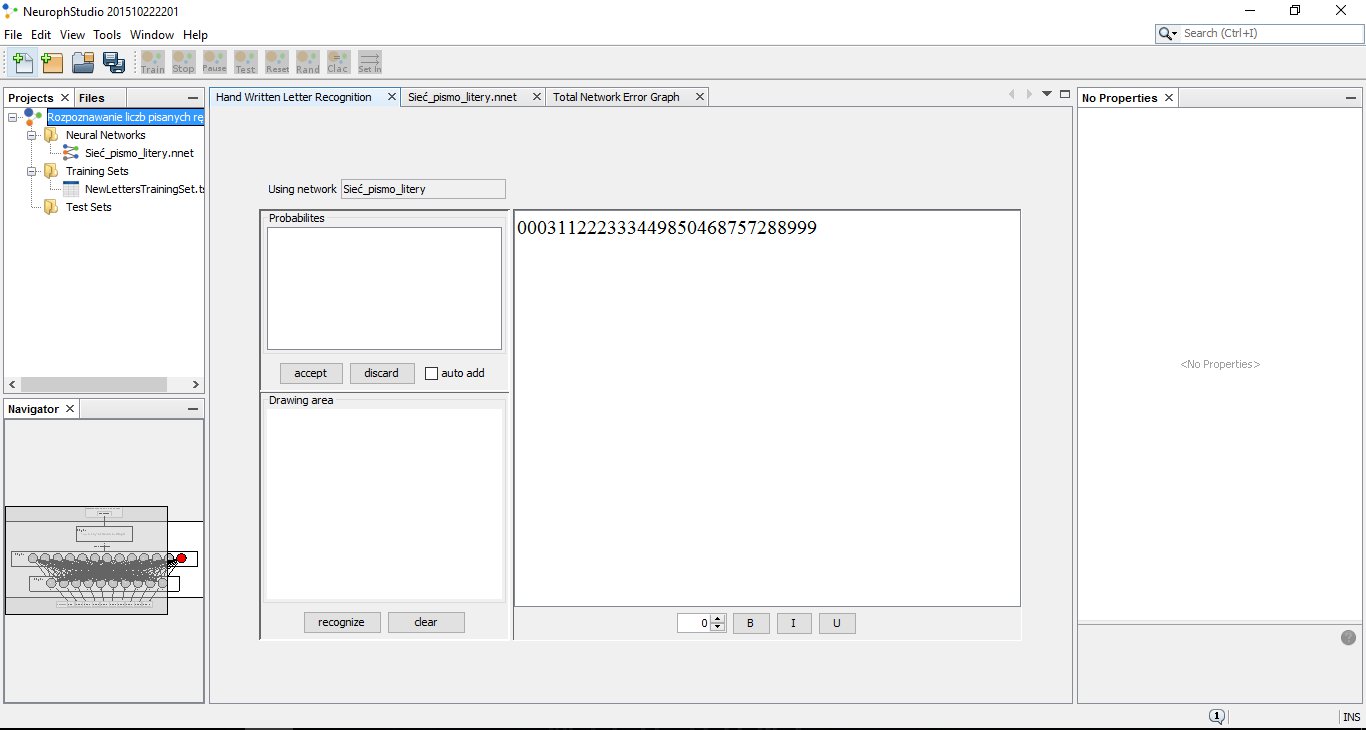 NeurophStudio 201510222201
File Edit View Tools Window Help
Search (Ctrl+I)
Train Stop Pause Test Reset Rand Clac Set In
Projects Files
Rozpoznawanie liczb pisanych rę
Neural Networks
Sieć_pismo_litery.nnet
Training Sets
NewLettersTrainingSet.ts
Test Sets
Navigator
Hand Written Letter Recognition Sieć_pismo_litery.nnet Total Network Error Graph
Using network Sieć_pismo_litery
Probabilites
accept discard auto add
Drawing area
recognize clear
000311222333449850468757288999
0 B I U
No Properties
<No Properties>
?
1 INS